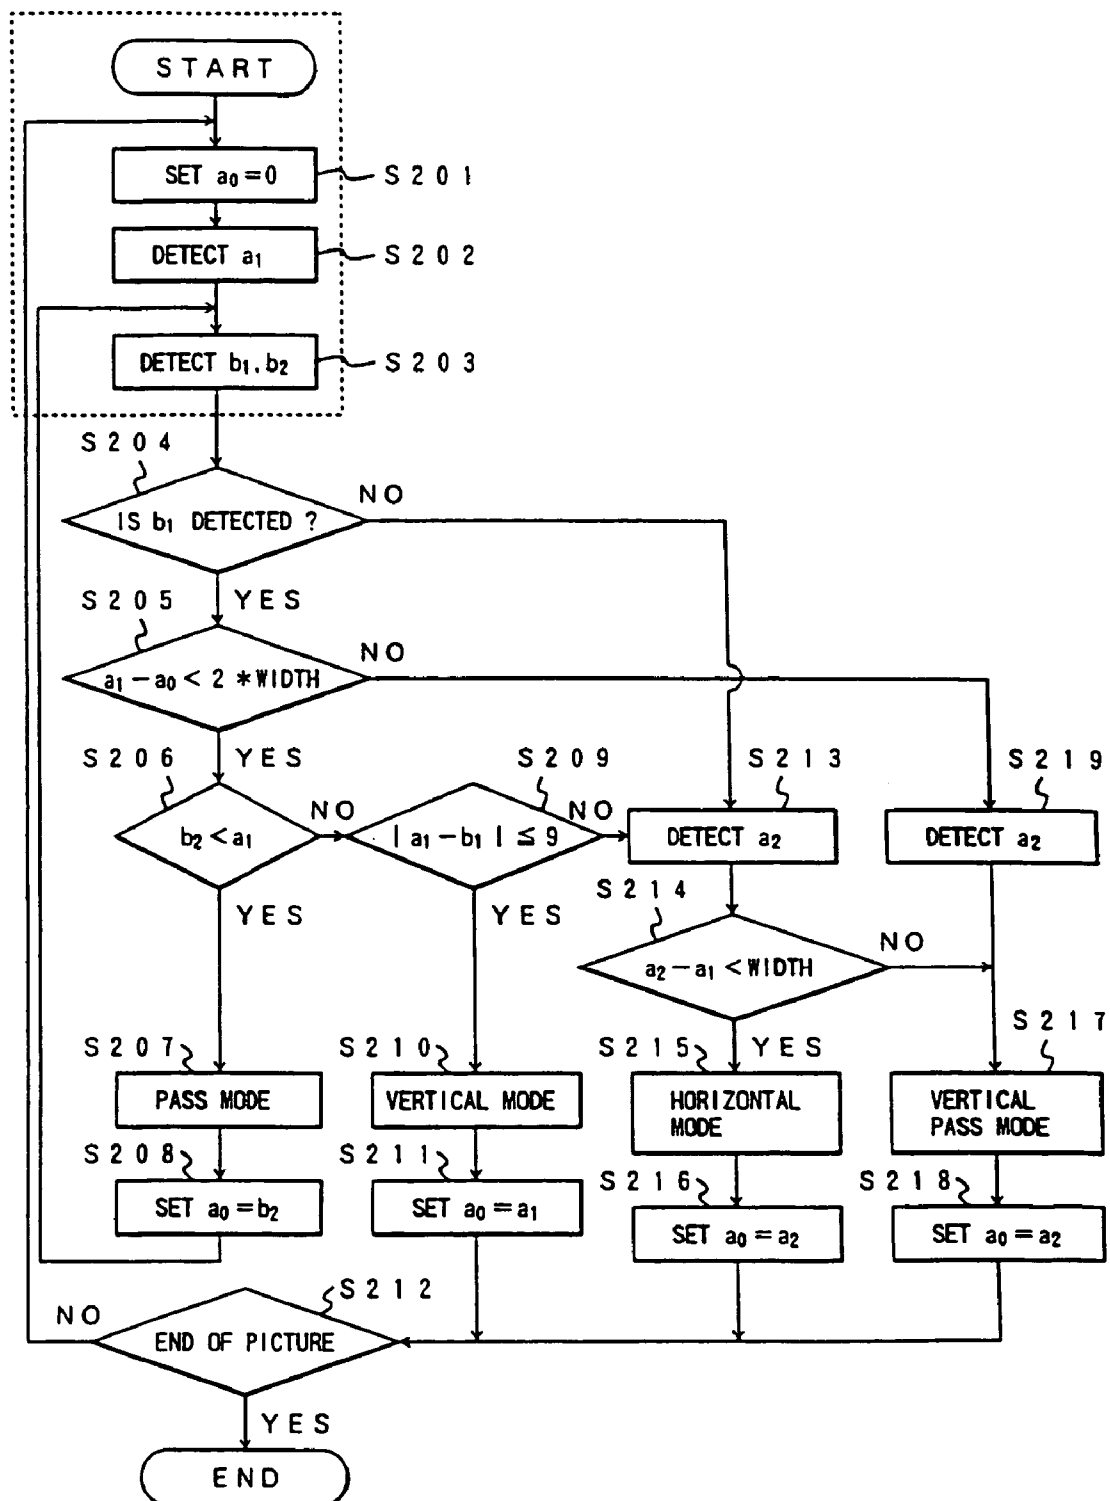 START
SET a₀=0
S201
DETECT a₁
S202
DETECT b₁.b₂
S203
S204
IS b₁ DETECTED ?
NO
YES
S205
a₁-a₀<2*WIDTH
NO
YES
S206
b₂<a₁
NO
YES
S209
|a₁-b₁|≦9
NO
YES
S213
DETECT a₂
S219
DETECT a₂
S214
a₂-a₁<WIDTH
NO
YES
S207
PASS MODE
S208
SET a₀=b₂
S210
VERTICAL MODE
S211
SET a₀=a₁
S215
HORIZONTAL
MODE
S216
SET a₀=a₂
S217
VERTICAL
PASS MODE
S218
SET a₀=a₂
S212
END OF PICTURE
NO
YES
END